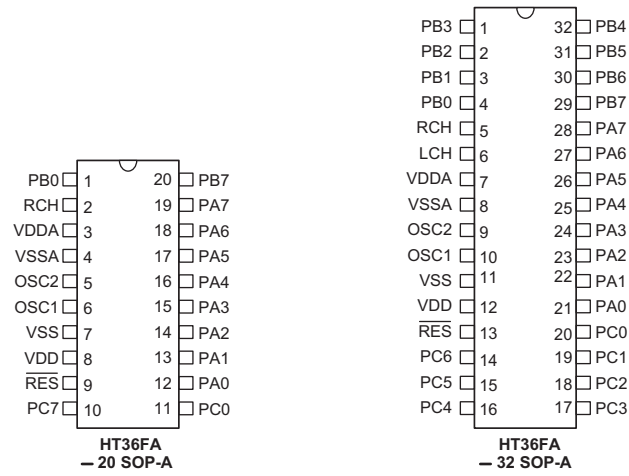 PB0 1 20 PB7
RCH 2 19 PA7
VDDA 3 18 PA6
VSSA 4 17 PA5
OSC2 5 16 PA4
OSC1 6 15 PA3
VSS 7 14 PA2
VDD 8 13 PA1
RES 9 12 PA0
PC7 10 11 PC0
HT36FA
– 20 SOP-A
PB3 1 32 PB4
PB2 2 31 PB5
PB1 3 30 PB6
PB0 4 29 PB7
RCH 5 28 PA7
LCH 6 27 PA6
VDDA 7 26 PA5
VSSA 8 25 PA4
OSC2 9 24 PA3
OSC1 10 23 PA2
VSS 11 22 PA1
VDD 12 21 PA0
RES 13 20 PC0
PC6 14 19 PC1
PC5 15 18 PC2
PC4 16 17 PC3
HT36FA
– 32 SOP-A